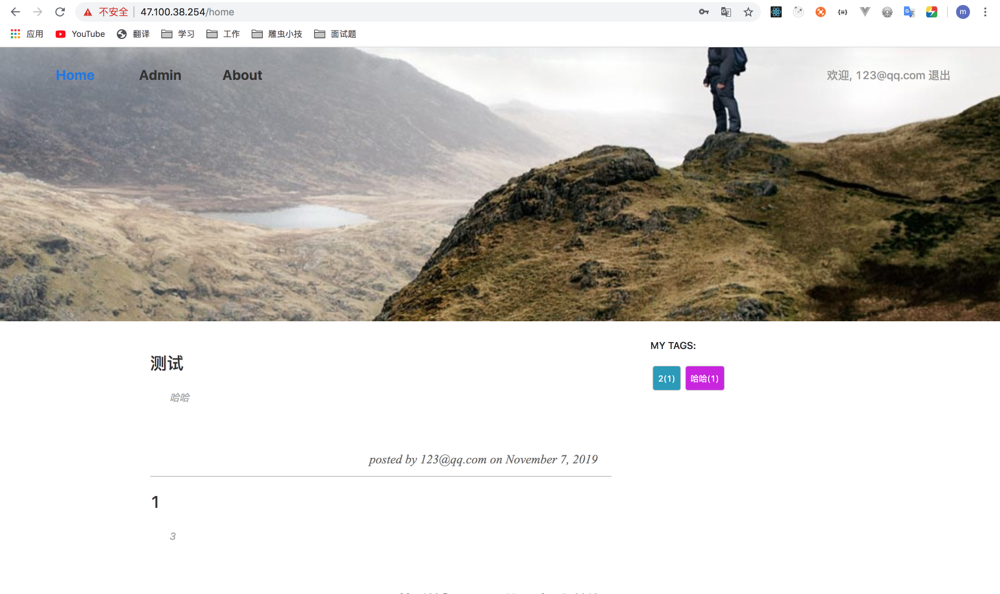 不安全 47.100.38.254/home
应用 YouTube 翻译 学习 工作 雕虫小技 面试题
m
Home Admin About 欢迎, 123@qq.com 退出
MY TAGS:
测试
2(1) 哈哈(1)
哈哈
posted by 123@qq.com on November 7, 2019
1
3